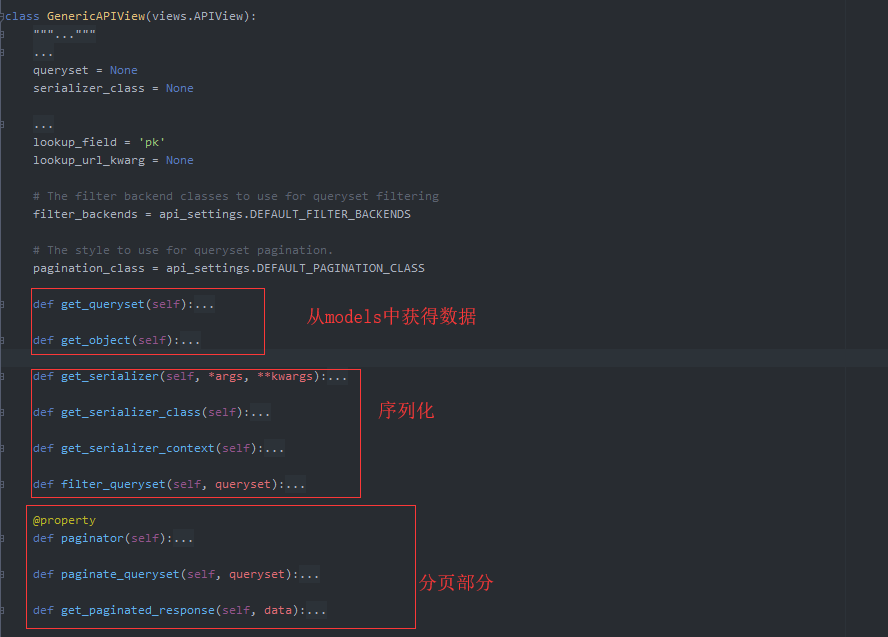 class GenericAPIView(views.APIView):
"""..."""
...
queryset = None
serializer_class = None
...
lookup_field = 'pk'
lookup_url_kwarg = None
# The filter backend classes to use for queryset filtering
filter_backends = api_settings.DEFAULT_FILTER_BACKENDS
# The style to use for queryset pagination.
pagination_class = api_settings.DEFAULT_PAGINATION_CLASS
def get_queryset(self):...
从models中获得数据
def get_object(self):...
def get_serializer(self, *args, **kwargs):...
def get_serializer_class(self):...
序列化
def get_serializer_context(self):...
def filter_queryset(self, queryset):...
@property
def paginator(self):...
def paginate_queryset(self, queryset):...
分页部分
def get_paginated_response(self, data):...